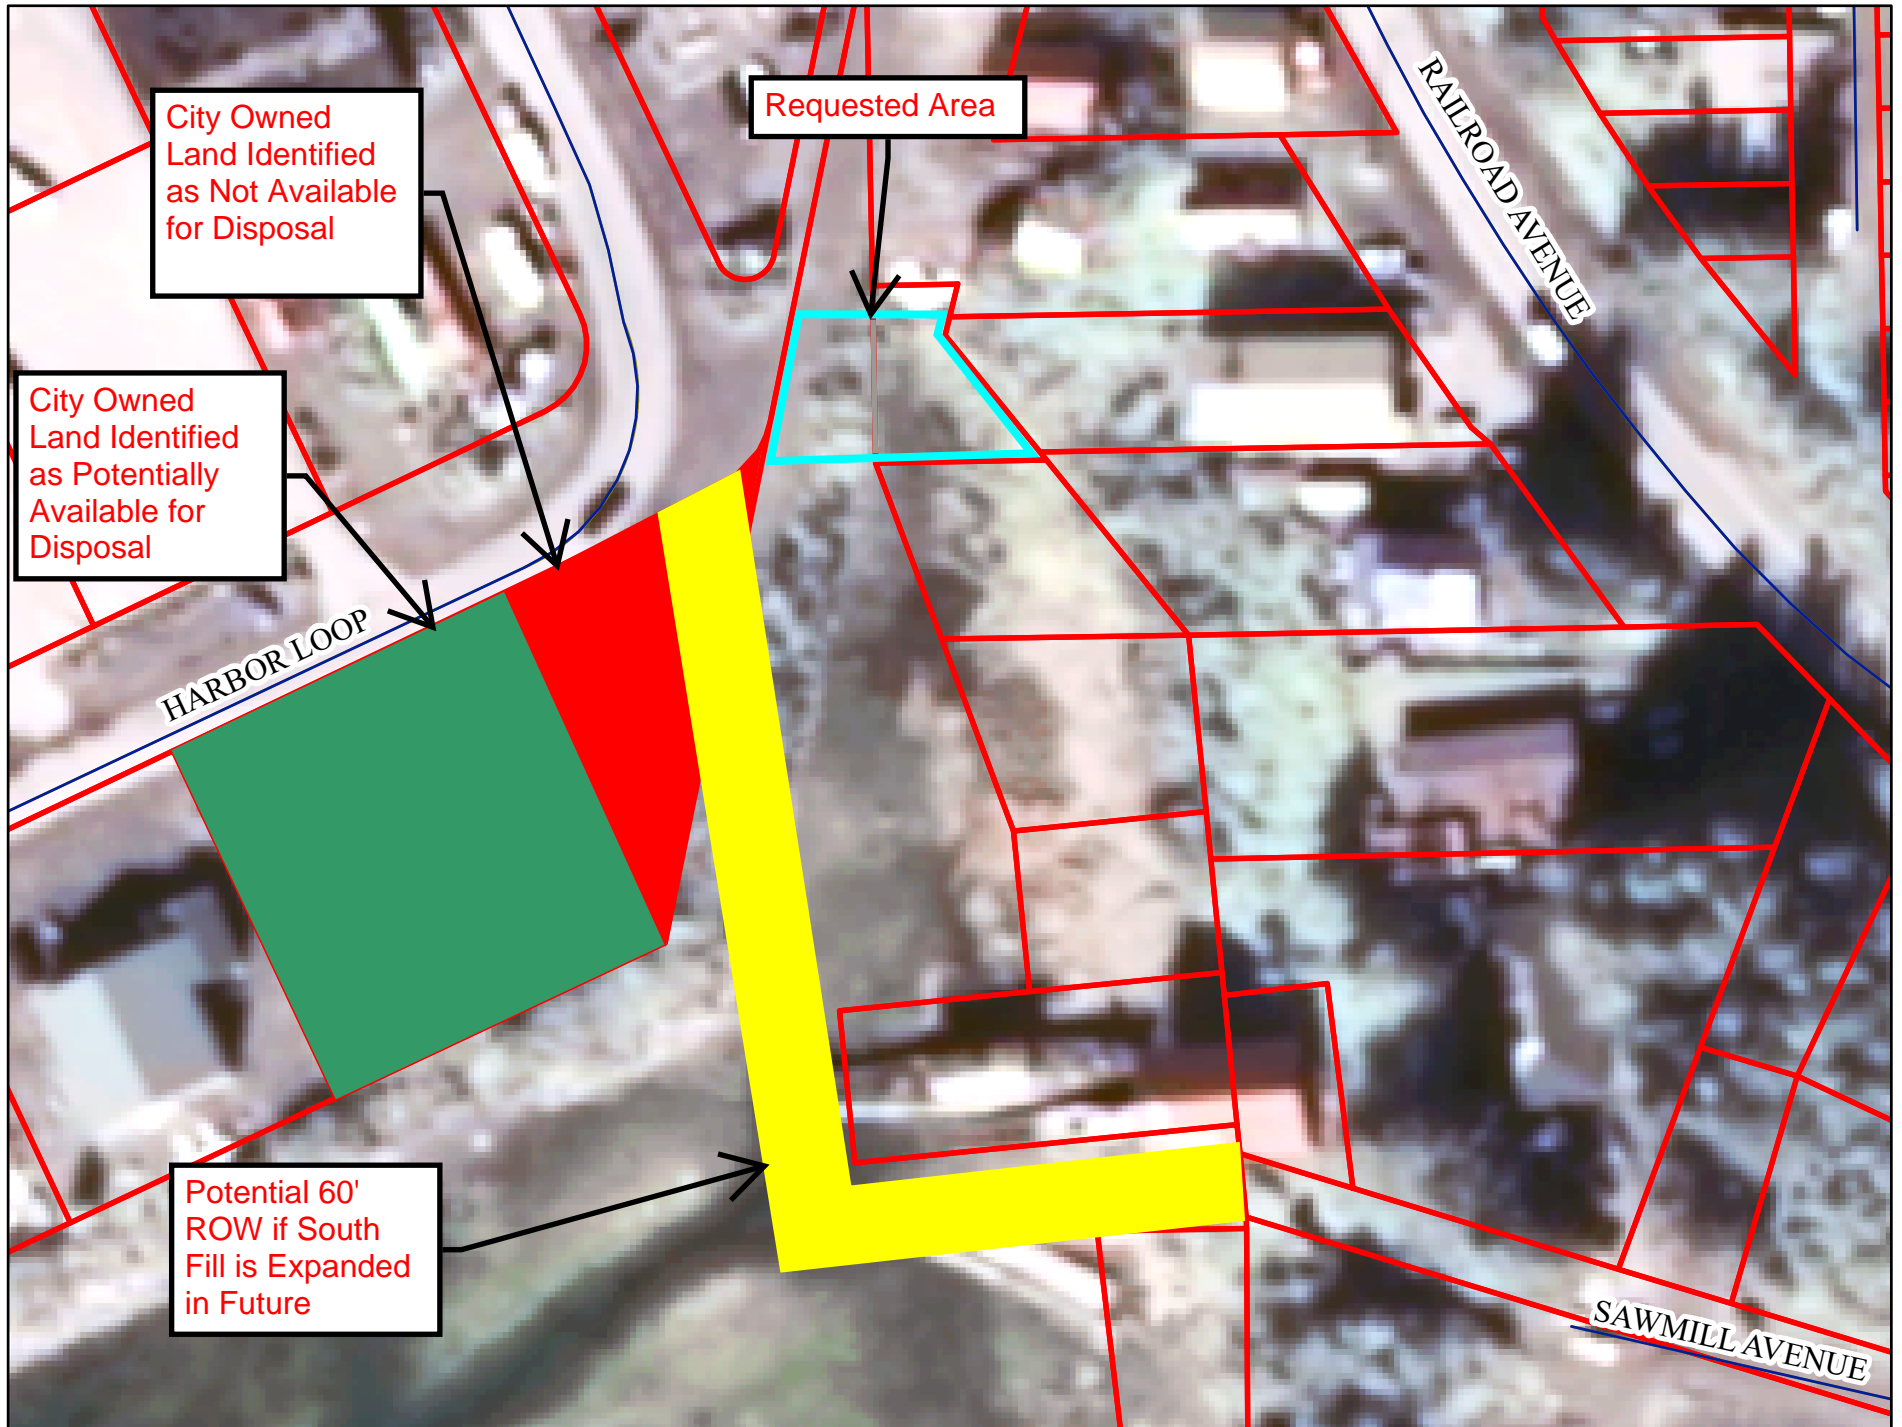 City Owned
Land Identified
as Not Available
for Disposal
Requested Area
RAILROAD AVENUE
City Owned
Land Identified
as Potentially
Available for
Disposal
HARBOR LOOP
Potential 60'
ROW if South
Fill is Expanded
in Future
SAWMILL AVENUE